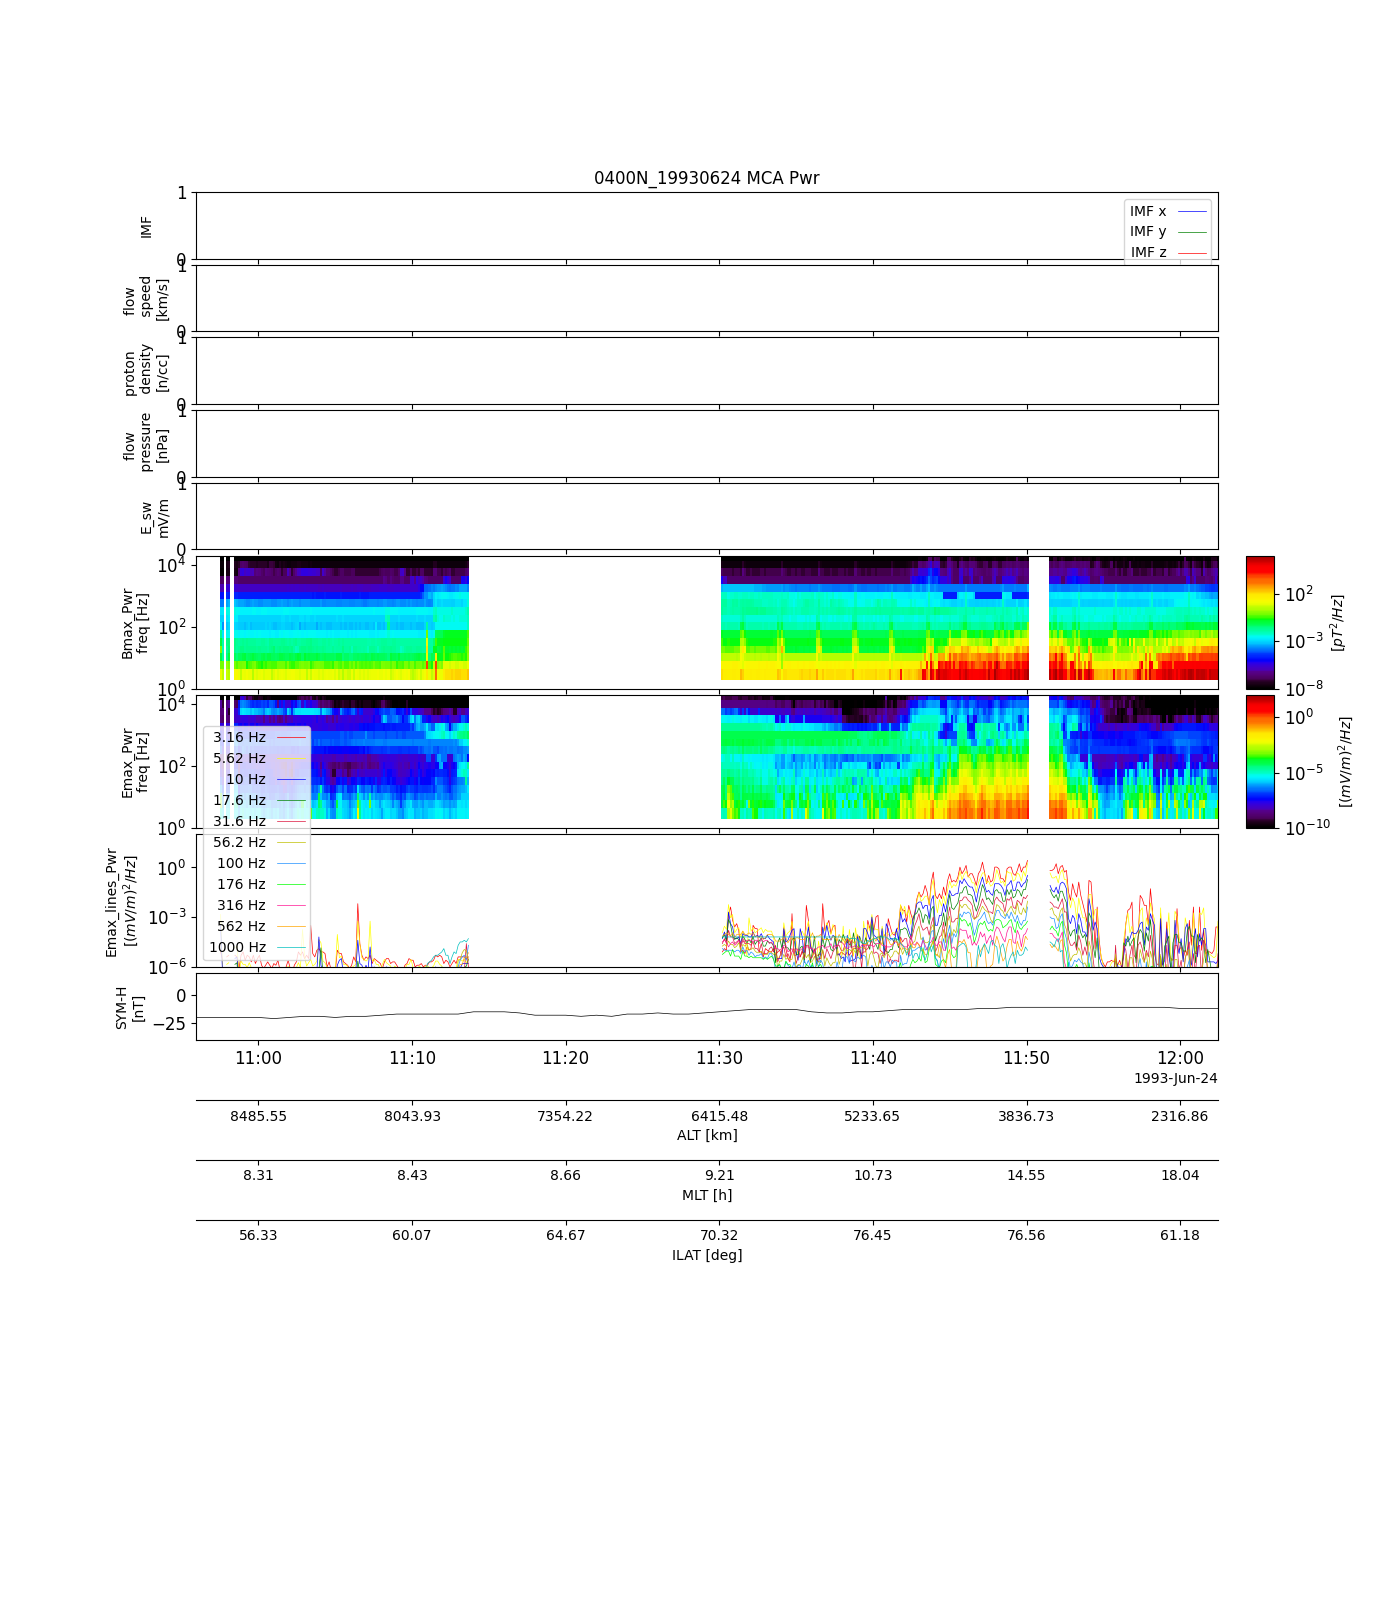 0400N_19930624 MCA Pwr
1
IMF
0
IMF x
IMF y
IMF z
1
flow
speed
[km/s]
0
1
proton
density
[n/cc]
0
1
flow
pressure
[nPa]
0
1
E_sw
mV/m
0
10^4
10^2
10^0
Bmax_Pwr
freq [Hz]
10^2
10^-3
10^-8
[pT^2/Hz]
10^4
10^2
10^0
Emax_Pwr
freq [Hz]
10^0
10^-5
10^-10
[(mV/m)^2/Hz]
3.16 Hz
5.62 Hz
10 Hz
17.6 Hz
31.6 Hz
56.2 Hz
100 Hz
176 Hz
316 Hz
562 Hz
1000 Hz
10^0
10^-3
10^-6
Emax_lines_Pwr
[(mV/m)^2/Hz]
0
−25
SYM-H
[nT]
11:00 11:10 11:20 11:30 11:40 11:50 12:00
1993-Jun-24
8485.55 8043.93 7354.22 6415.48 5233.65 3836.73 2316.86
ALT [km]
8.31 8.43 8.66 9.21 10.73 14.55 18.04
MLT [h]
56.33 60.07 64.67 70.32 76.45 76.56 61.18
ILAT [deg]